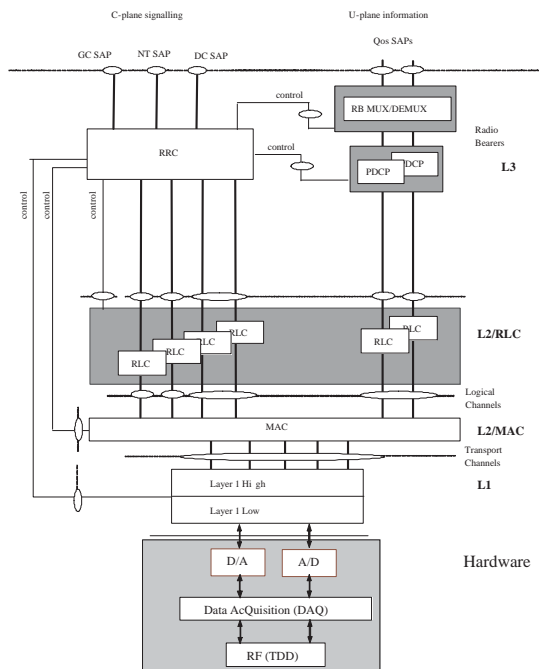 C-plane signalling
U-plane information
Qos SAPs
GC SAP
NT SAP
DC SAP
control
RB MUX/DEMUX
Radio
Bearers
RRC
control
PDCP
DCP
L3
control
control
control
RLC
RLC
RLC
RLC
RLC
RLC
L2/RLC
Logical
Channels
MAC
L2/MAC
Transport
Channels
Layer 1 Hi gh
L1
Layer 1 Low
D/A
A/D
Hardware
Data AcQuisition (DAQ)
RF (TDD)